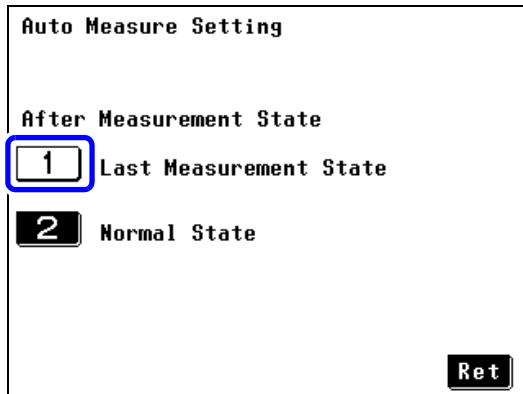 Auto Measure Setting
After Measurement State
1 Last Measurement State
2 Normal State
Ret